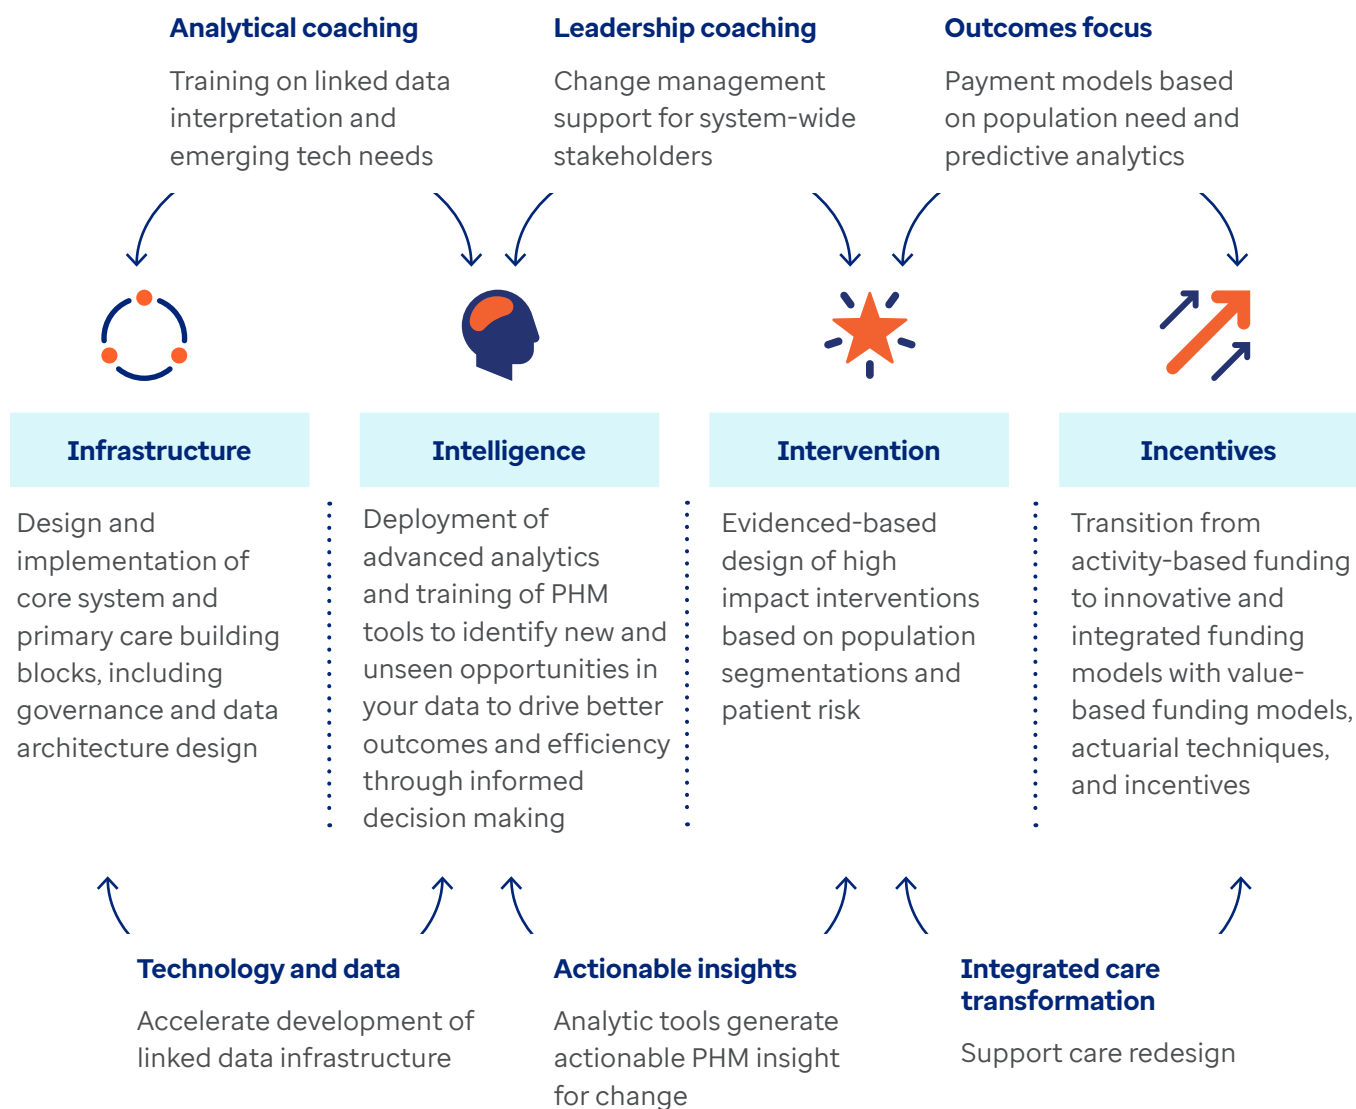 Analytical coaching
Training on linked data
interpretation and
emerging tech needs
Leadership coaching
Change management
support for system-wide
stakeholders
Outcomes focus
Payment models based
on population need and
predictive analytics
Infrastructure
Design and
implementation of
core system and
primary care building
blocks, including
governance and data
architecture design
Intelligence
Deployment of
advanced analytics
and training of PHM
tools to identify new and
unseen opportunities in
your data to drive better
outcomes and efficiency
through informed
decision making
Intervention
Evidenced-based
design of high
impact interventions
based on population
segmentations and
patient risk
Incentives
Transition from
activity-based funding
to innovative and
integrated funding
models with value-
based funding models,
actuarial techniques,
and incentives
Technology and data
Accelerate development of
linked data infrastructure
Actionable insights
Analytic tools generate
actionable PHM insight
for change
Integrated care
transformation
Support care redesign